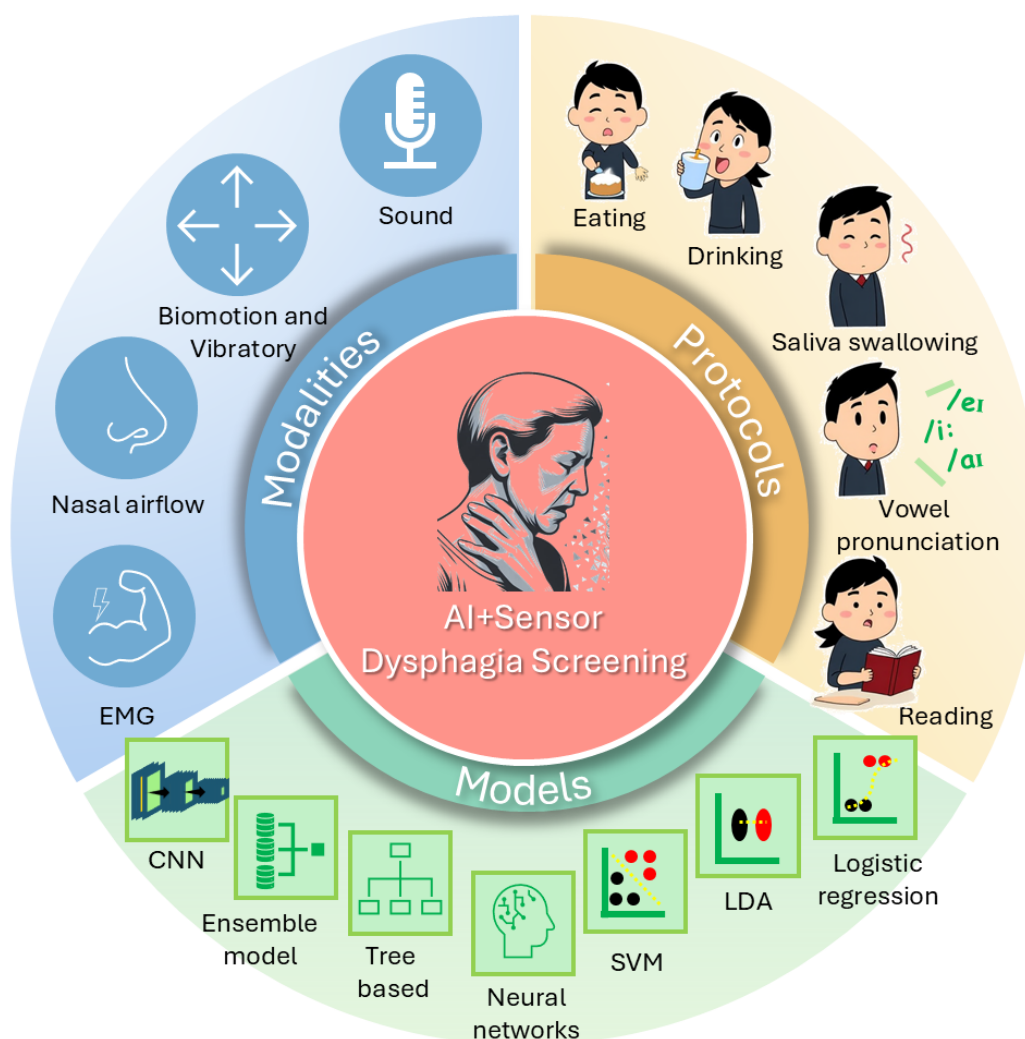 Sound
Biomotion and
Vibratory
Nasal airflow
EMG
Modalities
Eating
Drinking
Saliva swallowing
/eɪ
/i:
/aɪ
Vowel
pronunciation
Reading
Protocols
AI+Sensor
Dysphagia Screening
Models
CNN
Ensemble
model
Tree
based
Neural
networks
SVM
LDA
Logistic
regression